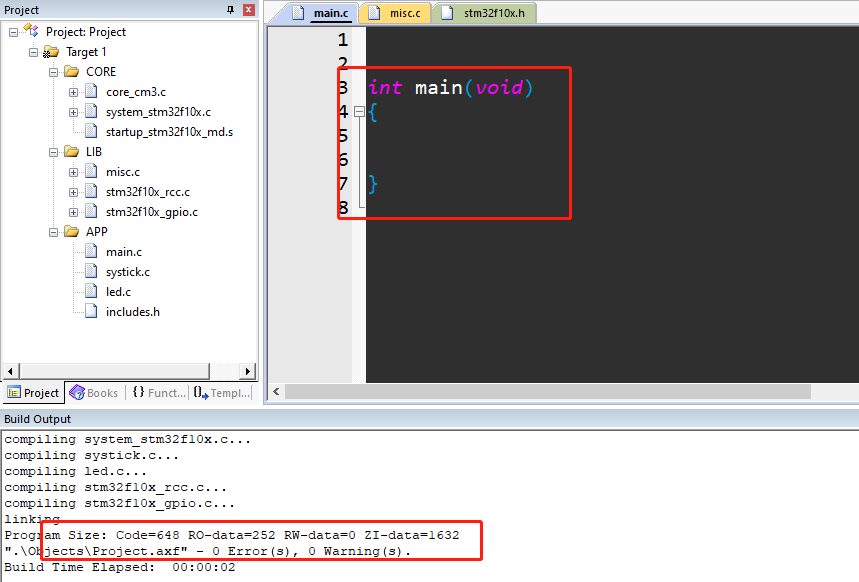 Project
Project: Project
Target 1
CORE
core_cm3.c
system_stm32f10x.c
startup_stm32f10x_md.s
LIB
misc.c
stm32f10x_rcc.c
stm32f10x_gpio.c
APP
main.c
systick.c
led.c
includes.h
Project Books {} Funct... Templ...
main.c misc.c stm32f10x.h
1
2
3 int main(void)
4 {
5
6
7 }
8
Build Output
compiling system_stm32f10x.c...
compiling systick.c...
compiling led.c...
compiling stm32f10x_rcc.c...
compiling stm32f10x_gpio.c...
linking
Program Size: Code=648 RO-data=252 RW-data=0 ZI-data=1632
".\Objects\Project.axf" - 0 Error(s), 0 Warning(s).
Build Time Elapsed:  00:00:02